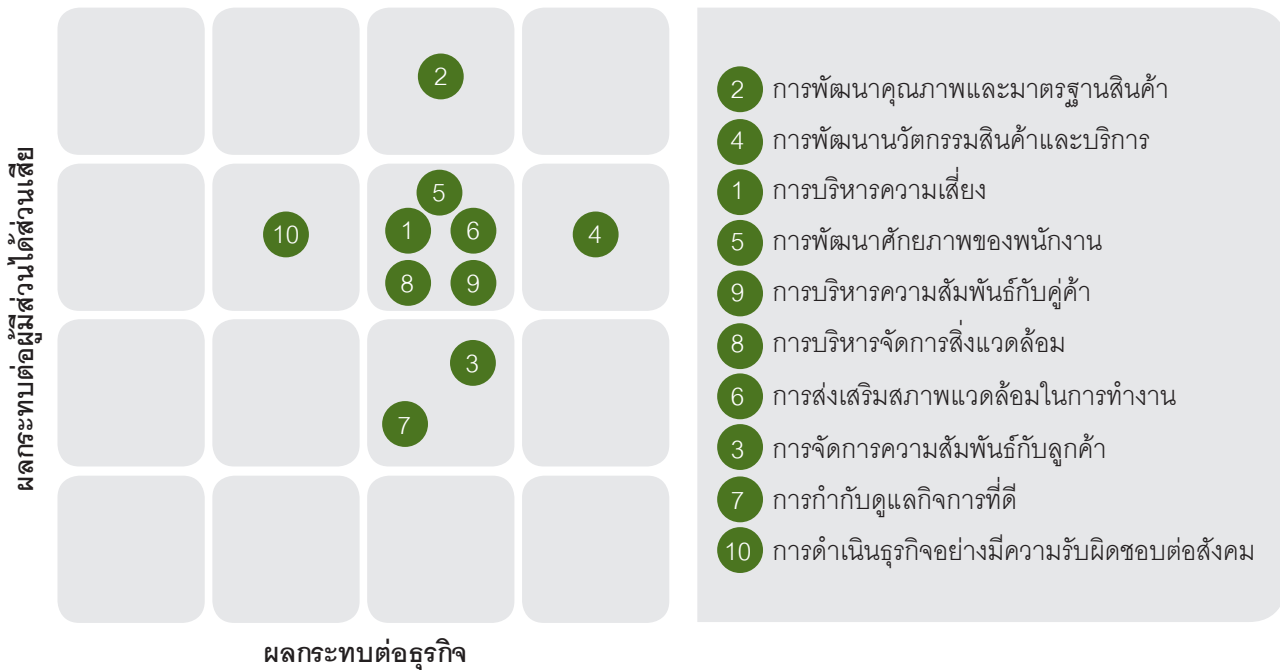 ผลกระทบต่อผู้มีส่วนได้ส่วนเสีย
2
5
10
1
6
4
8
9
3
7
ผลกระทบต่อธุรกิจ
2 การพัฒนาคุณภาพและมาตรฐานสินค้า
4 การพัฒนานวัตกรรมสินค้าและบริการ
1 การบริหารความเสี่ยง
5 การพัฒนาศักยภาพของพนักงาน
9 การบริหารความสัมพันธ์กับคู่ค้า
8 การบริหารจัดการสิ่งแวดล้อม
6 การส่งเสริมสภาพแวดล้อมในการทำงาน
3 การจัดการความสัมพันธ์กับลูกค้า
7 การกำกับดูแลกิจการที่ดี
10 การดำเนินธุรกิจอย่างมีความรับผิดชอบต่อสังคม